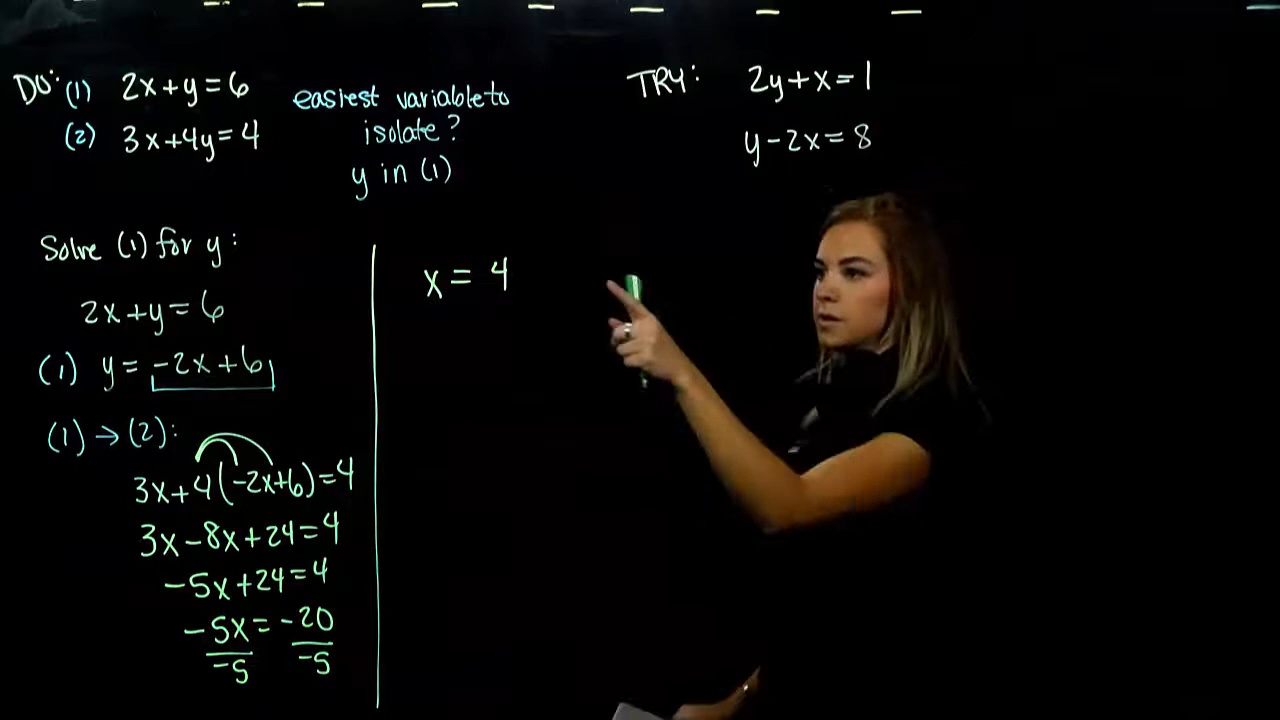 DO: (1) 2x+y=6
(2) 3x+4y=4
easiest variable to
isolate?
y in (1)
Solve (1) for y:
2x+y=6
(1) y=-2x+6
(1)→(2):
3x+4(-2x+6)=4
3x-8x+24=4
-5x+24=4
-5x=-20
-5 -5
x=4
TRY: 2y+x=1
y-2x=8